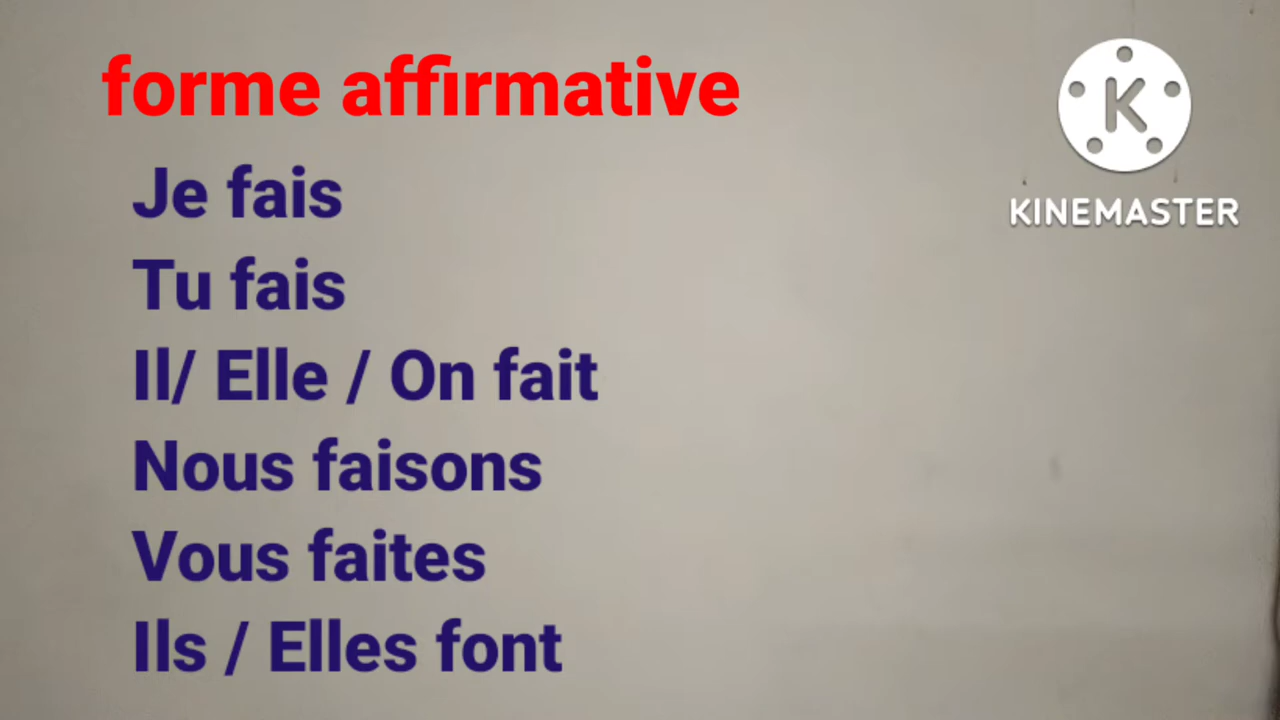 forme affirmative
Je fais
Tu fais
Il/ Elle / On fait
Nous faisons
Vous faites
Ils / Elles font
K
KINEMASTER